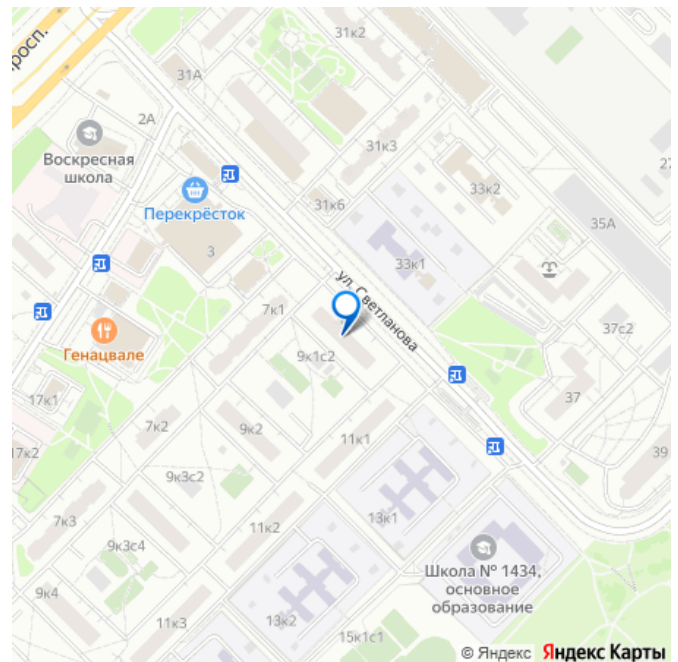 росп.
31к2
31А
2А
Воскресная
школа
31к3
33к2
27
Перекрёсток
31к6
35А
3
33к1
ул. Светланова
7к1
37с2
Генацвале
9к1с2
17к1
37
7к2
9к2
11к1
39
17к2
9к3с2
13к1
7к3
11к2
9к3с4
Школа № 1434,
основное
образование
9к4
11к3
13к2
15к1с1
© Яндекс Яндекс Карты